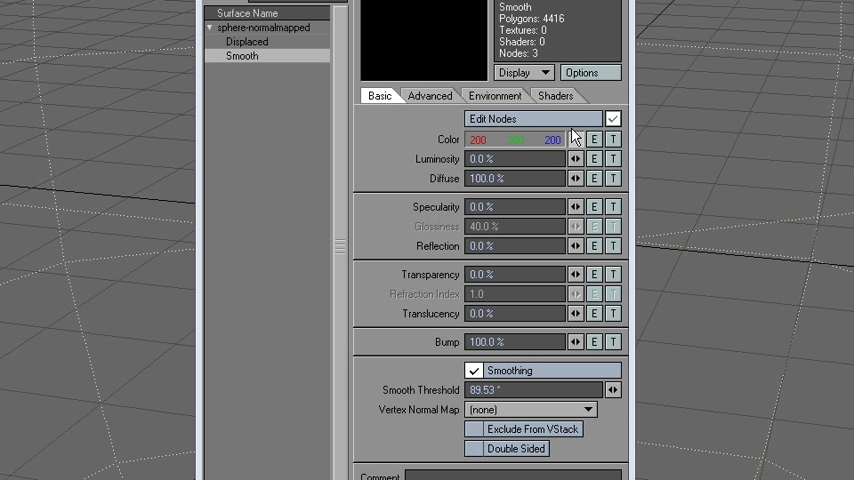 Surface Name
sphere-normalmapped
Displaced
Smooth
Smooth
Polygons: 4416
Textures: 0
Shaders: 0
Nodes: 3
Display
Options
Basic
Advanced
Environment
Shaders
Edit Nodes
Color 200 200 200 E T
Luminosity 0.0 % E T
Diffuse 100.0 % E T
Specularity 0.0 % E T
Glossiness 40.0 % E T
Reflection 0.0 % E T
Transparency 0.0 % E T
Refraction Index 1.0 E T
Translucency 0.0 % E T
Bump 100.0 % E T
Smoothing
Smooth Threshold 89.53 °
Vertex Normal Map (none)
Exclude From VStack
Double Sided
Comment